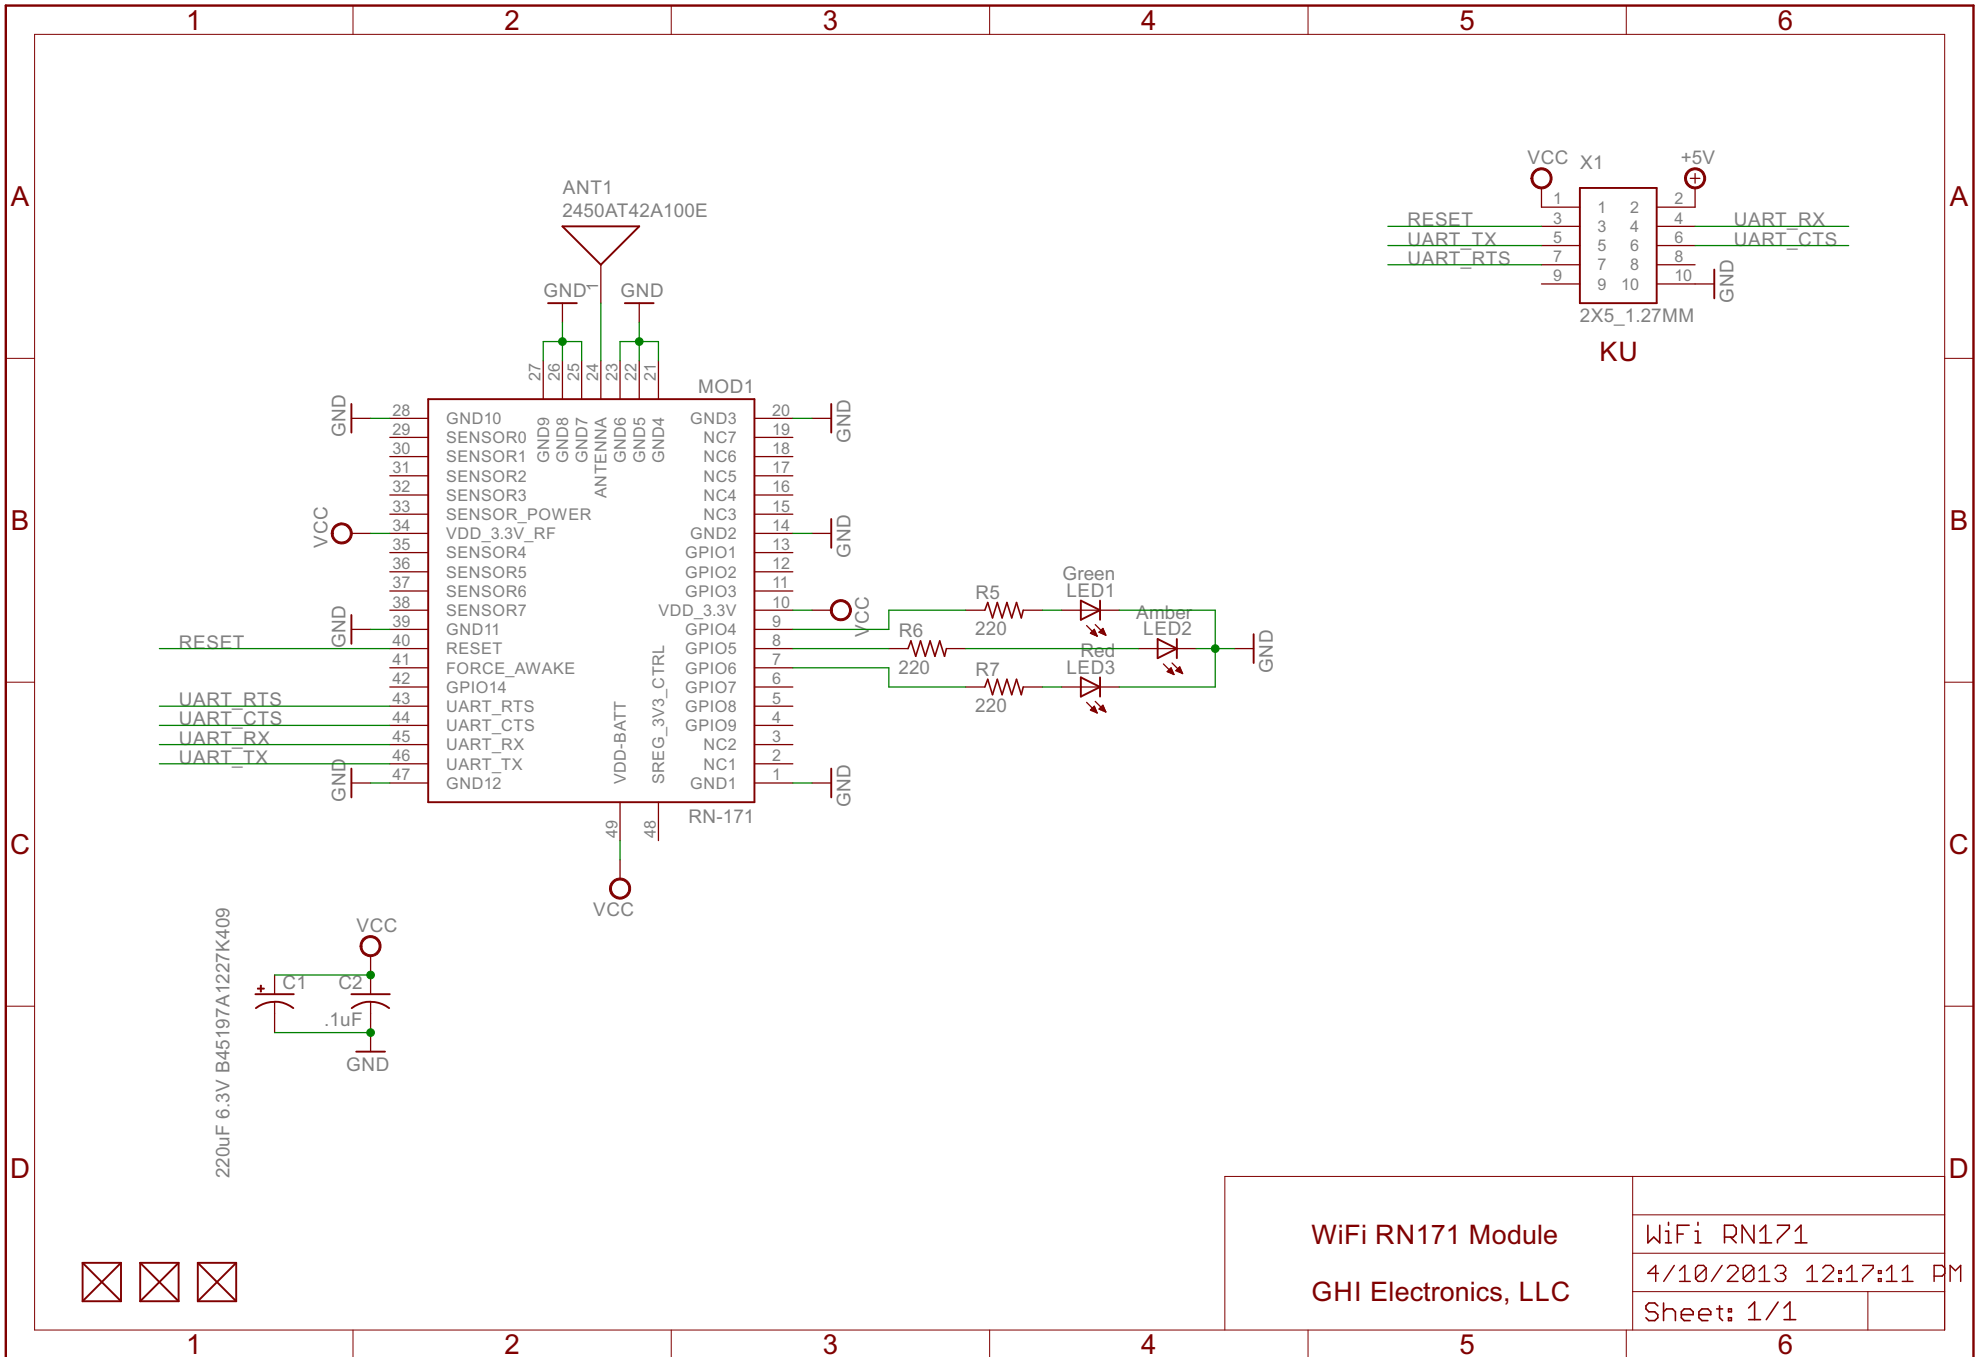 1 2 3 4 5 6
A A
B B
C C
D D
ANT1
2450AT42A100E
GND 1 GND
27 26 25 24 23 22 21
MOD1
GND9 GND8 GND7 ANTENNA GND6 GND5 GND4
GND 28 GND10
29 SENSOR0
30 SENSOR1
31 SENSOR2
32 SENSOR3
33 SENSOR_POWER
VCC 34 VDD_3.3V_RF
35 SENSOR4
36 SENSOR5
37 SENSOR6
38 SENSOR7
GND 39 GND11
RESET 40 RESET
41 FORCE_AWAKE
42 GPIO14
UART_RTS 43 UART_RTS
UART_CTS 44 UART_CTS
UART_RX 45 UART_RX
UART_TX 46 UART_TX
GND 47 GND12
GND3 20 GND
NC7 19
NC6 18
NC5 17
NC4 16
NC3 15
GND2 14 GND
GPIO1 13
GPIO2 12
GPIO3 11
VDD_3.3V 10 VCC
GPIO4 9
GPIO5 8
GPIO6 7
GPIO7 6
GPIO8 5
GPIO9 4
NC2 3
NC1 2
GND1 1 GND
VDD-BATT SREG_3V3_CTRL
49 48
RN-171
VCC
R5
220
Green
LED1
R6
220
Amber
LED2
R7
220
Red
LED3
GND
VCC X1 +5V
1 1 2 2
RESET 3 3 4 4 UART_RX
UART_TX 5 5 6 6 UART_CTS
UART_RTS 7 7 8 8
9 9 10 10 GND
2X5_1.27MM
KU
220uF 6.3V B45197A1227K409
VCC
+ C1 C2
.1uF
GND
WiFi RN171 Module
GHI Electronics, LLC
WiFi RN171
4/10/2013 12:17:11 PM
Sheet: 1/1
1 2 3 4 5 6